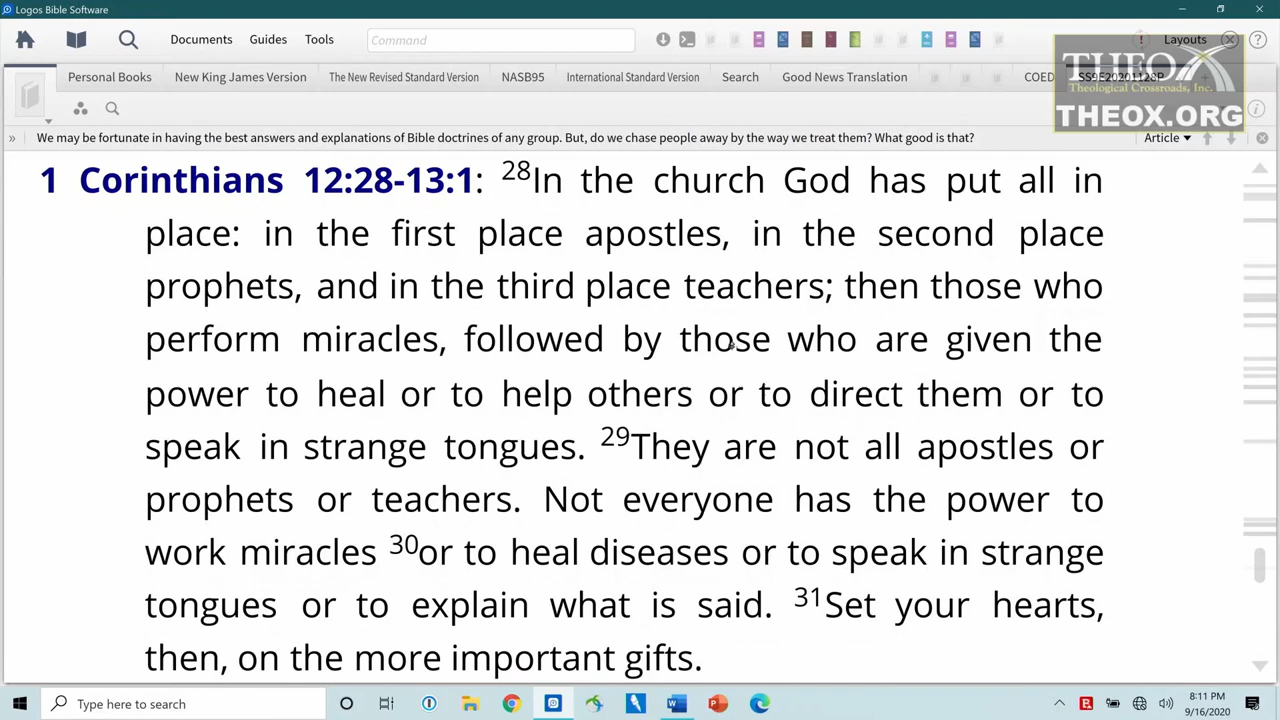 Logos Bible Software
Documents Guides Tools Command Layouts
Personal Books New King James Version The New Revised Standard Version NASB95 International Standard Version Search Good News Translation COED SS9E20201128P
THEOX
Theological Crossroads, Inc.
THEOX.ORG
» We may be fortunate in having the best answers and explanations of Bible doctrines of any group. But, do we chase people away by the way we treat them? What good is that? Article
1 Corinthians 12:28-13:1: 28In the church God has put all in
place: in the first place apostles, in the second place
prophets, and in the third place teachers; then those who
perform miracles, followed by those who are given the
power to heal or to help others or to direct them or to
speak in strange tongues. 29They are not all apostles or
prophets or teachers. Not everyone has the power to
work miracles 30or to heal diseases or to speak in strange
tongues or to explain what is said. 31Set your hearts,
then, on the more important gifts.
Type here to search
8:11 PM
9/16/2020